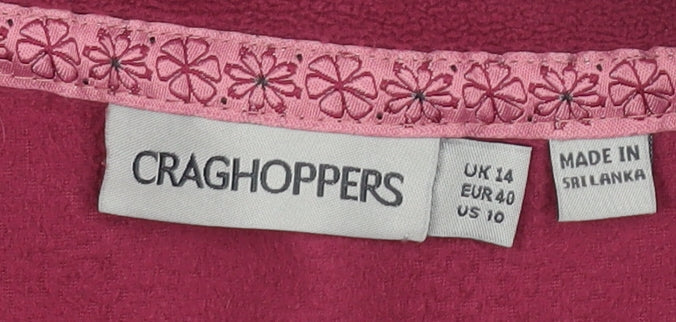 CRAGHOPPERS
UK 14
EUR 40
US 10
MADE IN
SRI LANKA